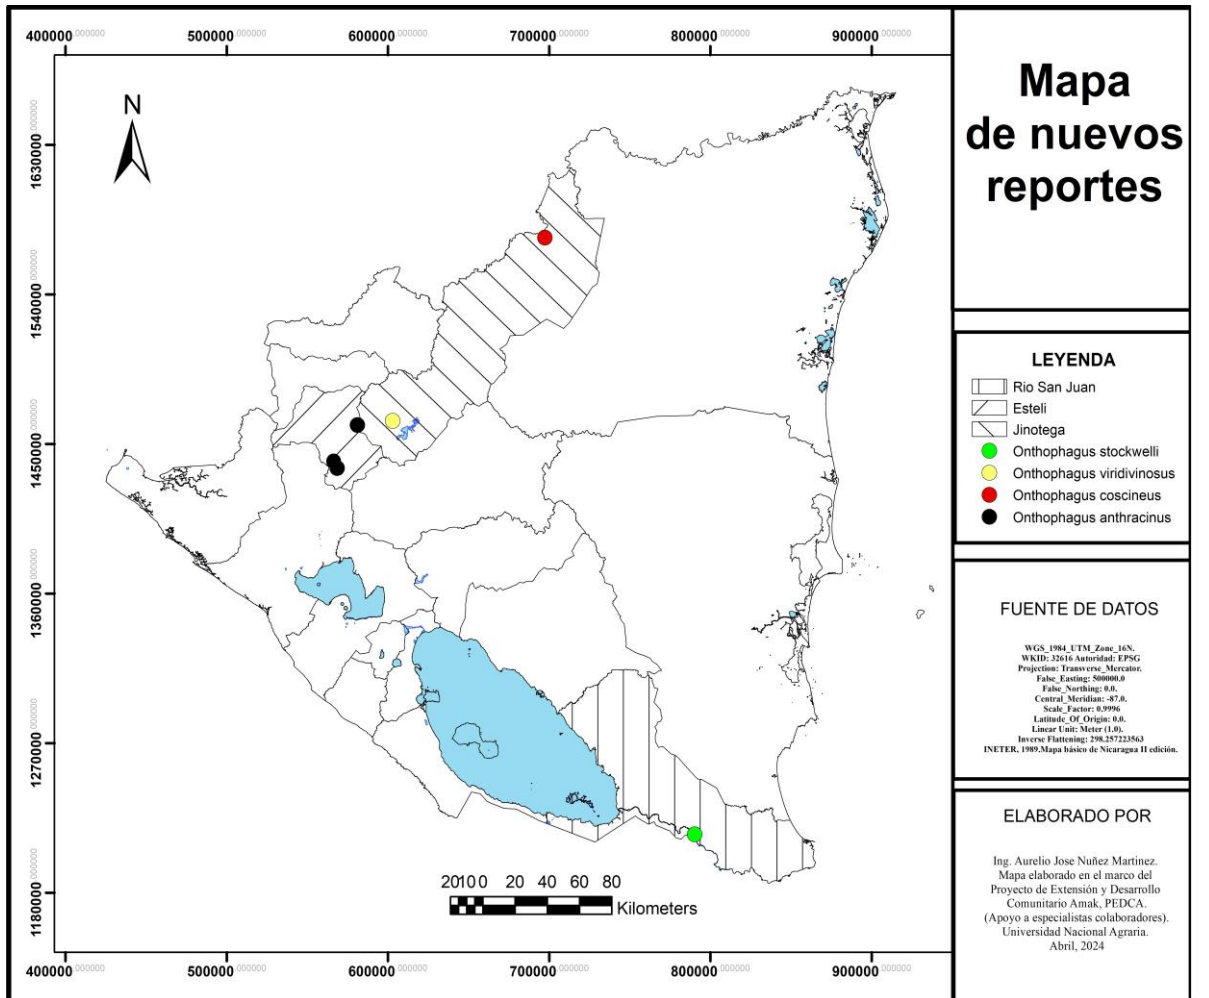 400000.000000 500000.000000 600000.000000 700000.000000 800000.000000 900000.000000
N
1630000.000000
1540000.000000
1450000.000000
1360000.000000
1270000.000000
1180000.000000
2010 0 20 40 60 80
Kilometers
400000.000000 500000.000000 600000.000000 700000.000000 800000.000000 900000.000000
Mapa
de nuevos
reportes
LEYENDA
Rio San Juan
Esteli
Jinotega
Onthophagus stockwelli
Onthophagus viridivinosus
Onthophagus coscineus
Onthophagus anthracinus
FUENTE DE DATOS
WGS_1984_UTM_Zone_16N.
WKID: 32616 Autoridad: EPSG
Projection: Transverse_Mercator.
False_Easting: 500000.0
False_Northing: 0.0.
Central_Meridian: -87.0.
Scale_Factor: 0.9996
Latitude_Of_Origin: 0.0.
Linear Unit: Meter (1.0).
Inverse Flattening: 298.257223563
INETER, 1989.Mapa básico de Nicaragua II edición.
ELABORADO POR
Ing. Aurelio Jose Nuñez Martinez.
Mapa elaborado en el marco del
Proyecto de Extensión y Desarrollo
Comunitario Amak, PEDCA.
(Apoyo a especialistas colaboradores).
Universidad Nacional Agraria.
Abril, 2024